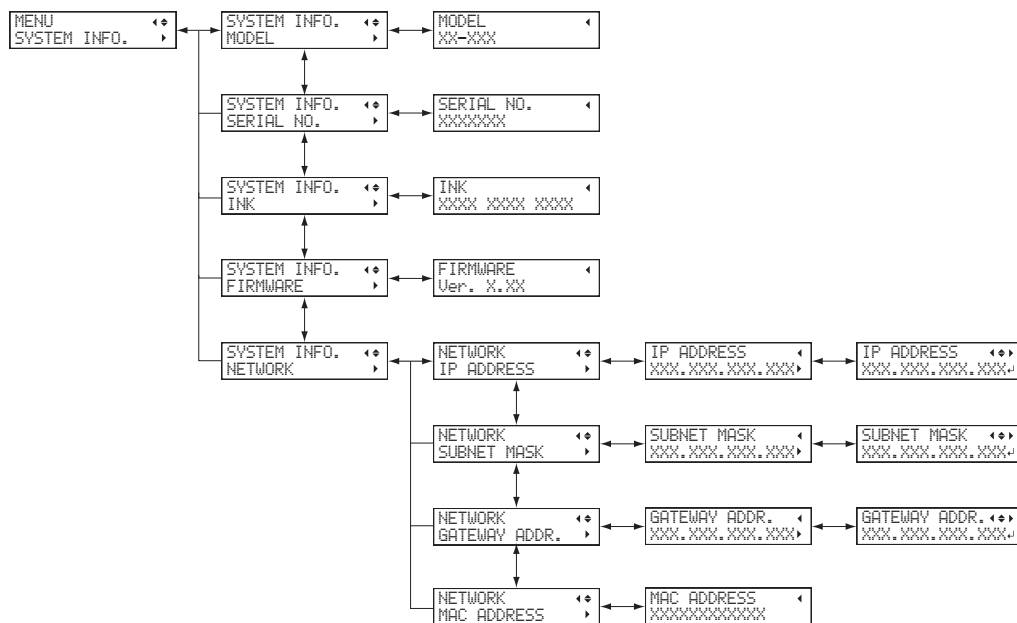 MENU
SYSTEM INFO.
SYSTEM INFO.
MODEL
MODEL
XX-XXX
SYSTEM INFO.
SERIAL NO.
SERIAL NO.
XXXXXXX
SYSTEM INFO.
INK
INK
XXXX XXXX XXXX
SYSTEM INFO.
FIRMWARE
FIRMWARE
Ver. X.XX
SYSTEM INFO.
NETWORK
NETWORK
IP ADDRESS
IP ADDRESS
XXX.XXX.XXX.XXX
IP ADDRESS
XXX.XXX.XXX.XXX
NETWORK
SUBNET MASK
SUBNET MASK
XXX.XXX.XXX.XXX
SUBNET MASK
XXX.XXX.XXX.XXX
NETWORK
GATEWAY ADDR.
GATEWAY ADDR.
XXX.XXX.XXX.XXX
GATEWAY ADDR.
XXX.XXX.XXX.XXX
NETWORK
MAC ADDRESS
MAC ADDRESS
XXXXXXXXXXXX